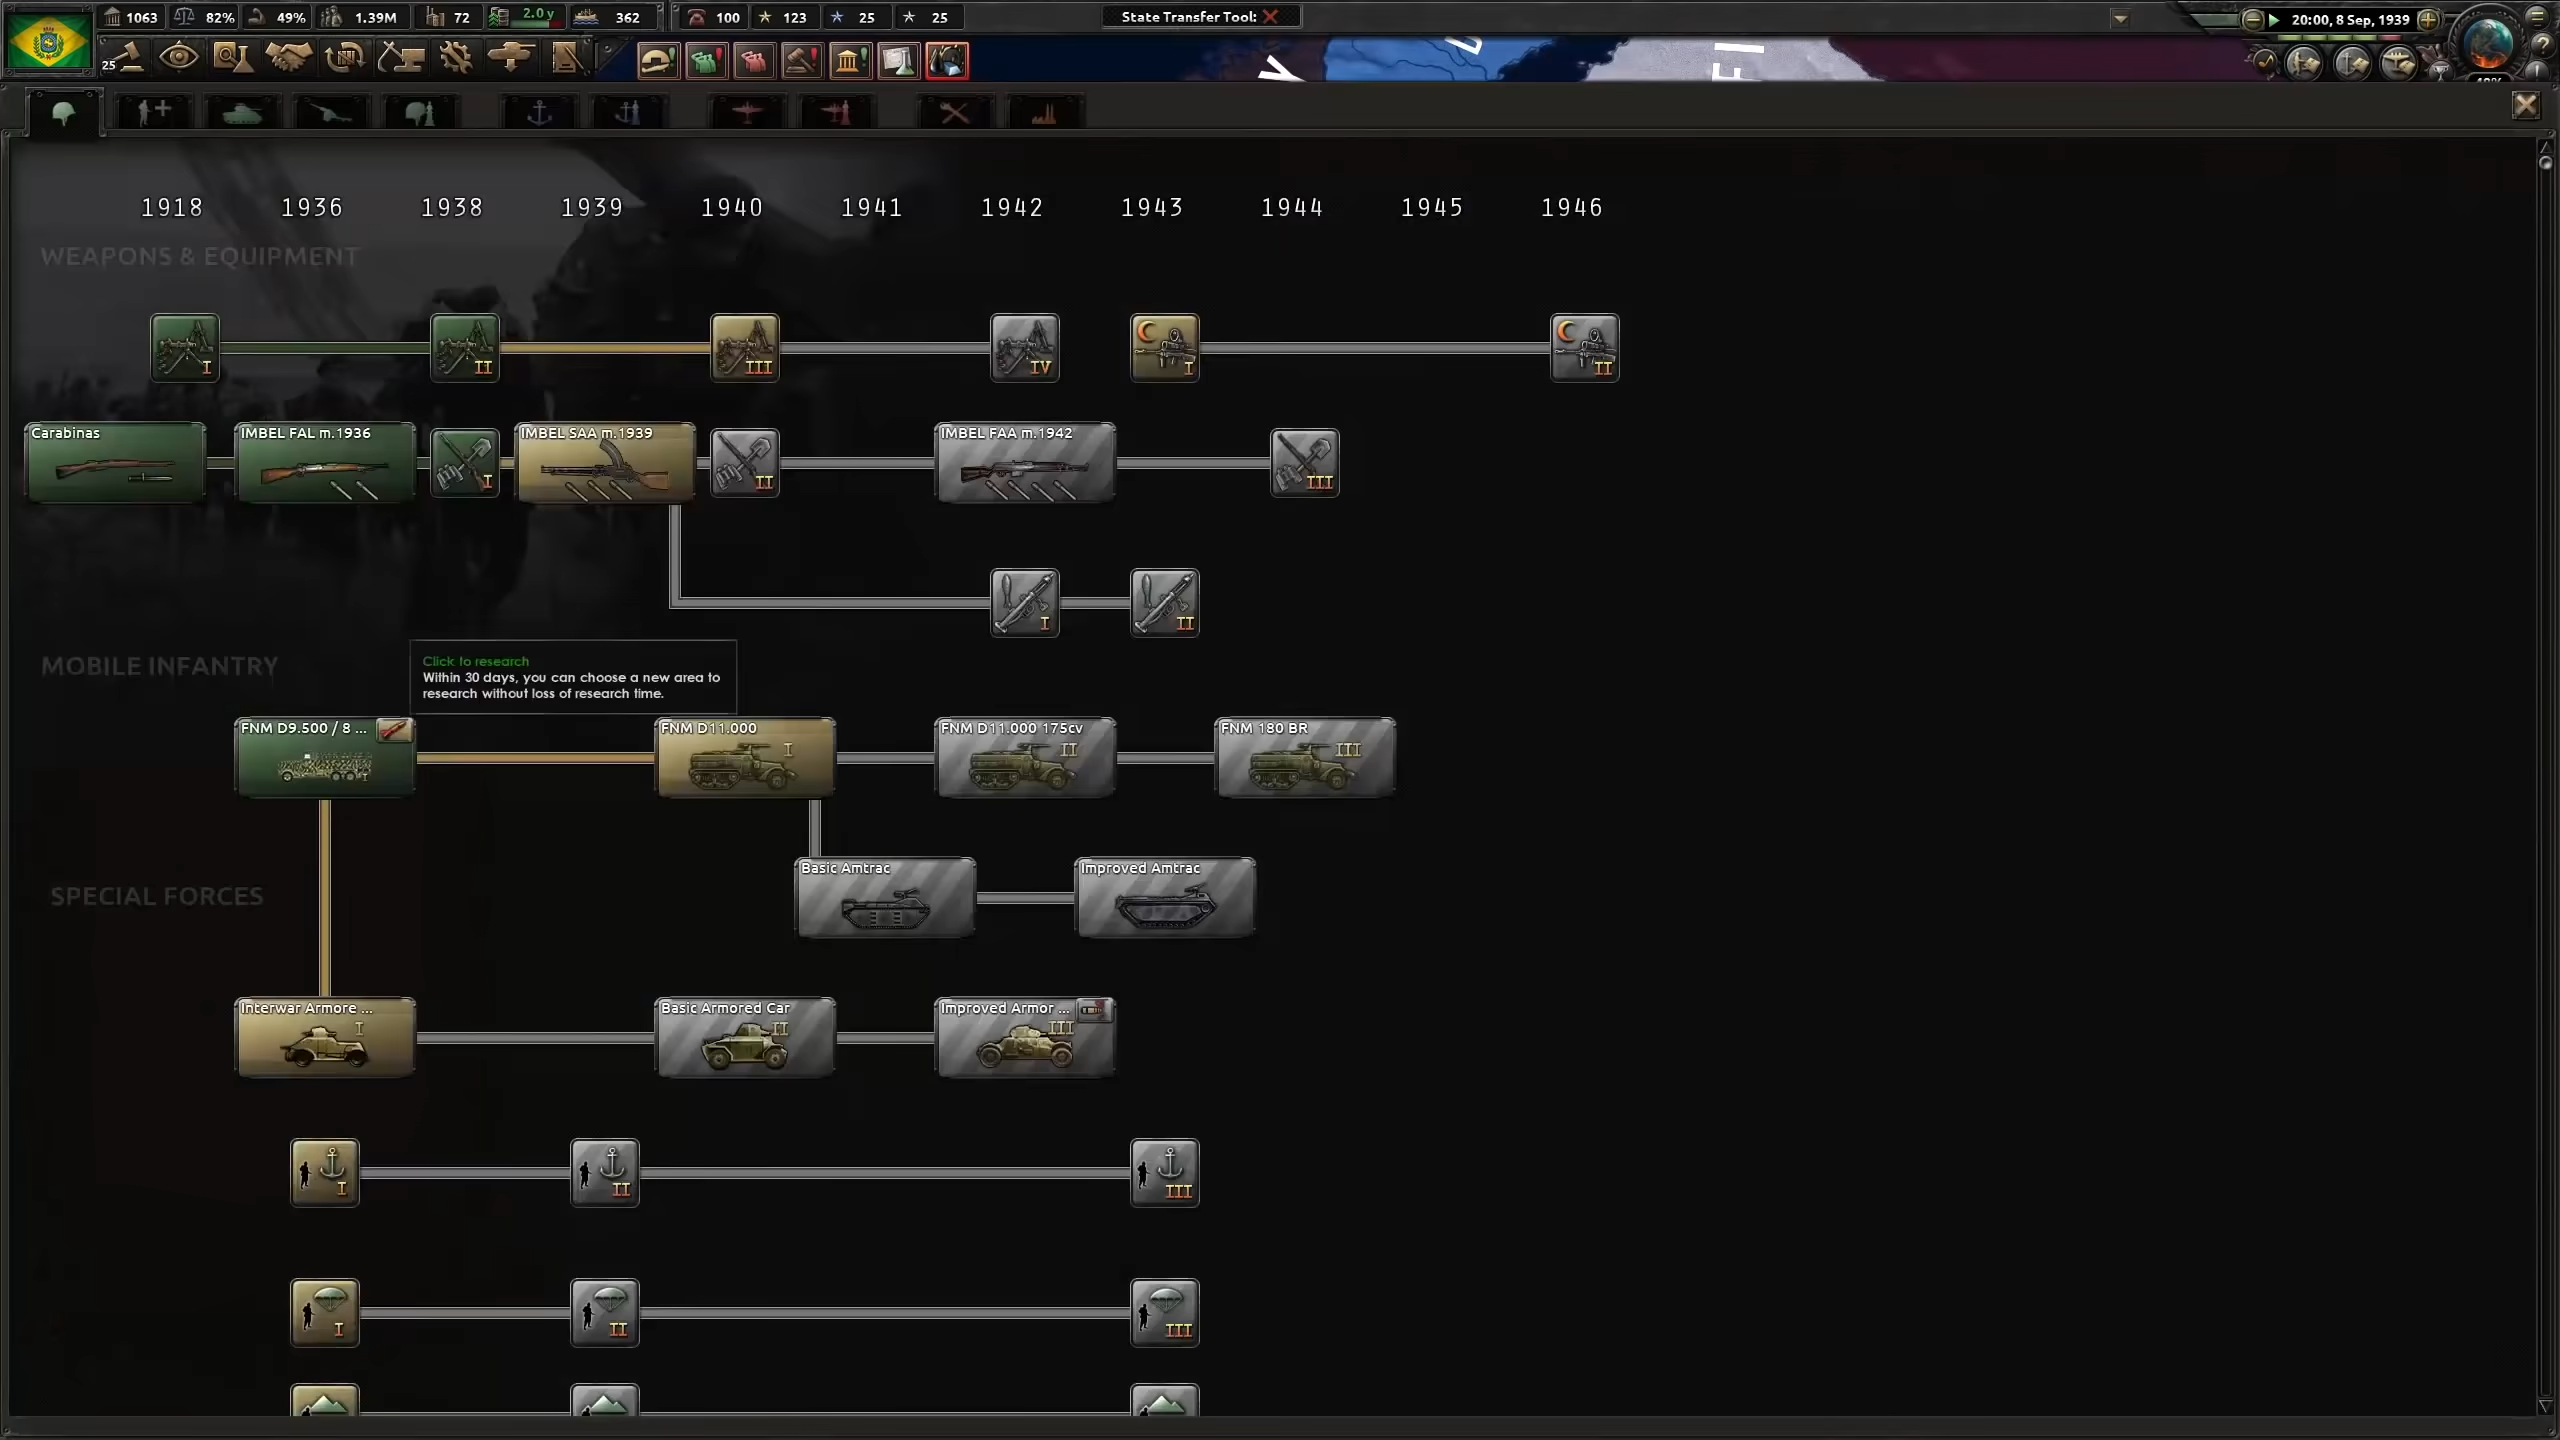 1063 82% 49% 1.39M 72 2.0 y 362 100 123 25 25
State Transfer Tool:
20:00, 8 Sep, 1939
25
1918 1936 1938 1939 1940 1941 1942 1943 1944 1945 1946
WEAPONS & EQUIPMENT
I II III IV I II
Carabinas
IMBEL FAL m.1936
I
IMBEL SAA m.1939
II
IMBEL FAA m.1942
III
I II
MOBILE INFANTRY
Click to research
Within 30 days, you can choose a new area to
research without loss of research time.
FNM D9.500 / 8 ...
I
FNM D11.000
I
FNM D11.000 175cv
II
FNM 180 BR
III
Basic Amtrac
Improved Amtrac
SPECIAL FORCES
Interwar Armore ...
I
Basic Armored Car
II
Improved Armor ...
III
I II III
I II III